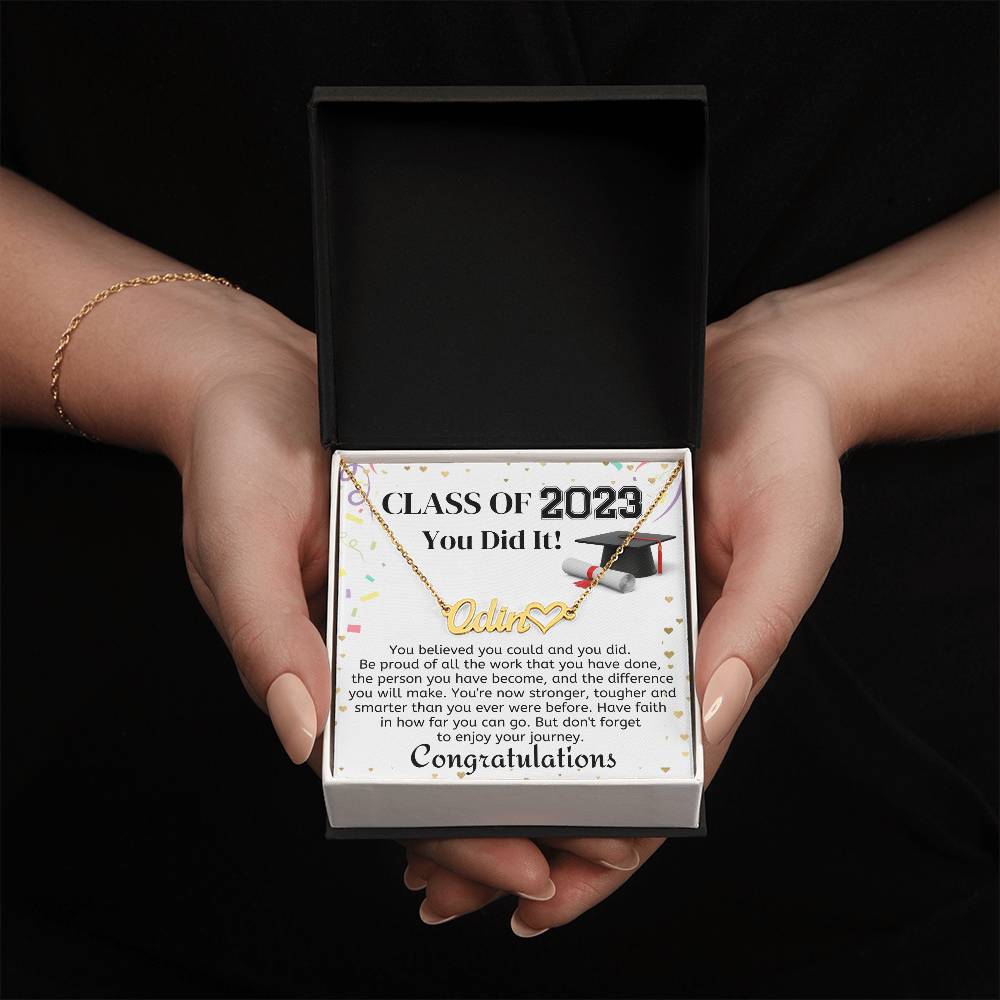 CLASS OF 2023
You Did It!
Odin
You believed you could and you did.
Be proud of all the work that you have done,
the person you have become, and the difference
you will make. You're now stronger, tougher and
smarter than you ever were before. Have faith
in how far you can go. But don't forget
to enjoy your journey.
Congratulations